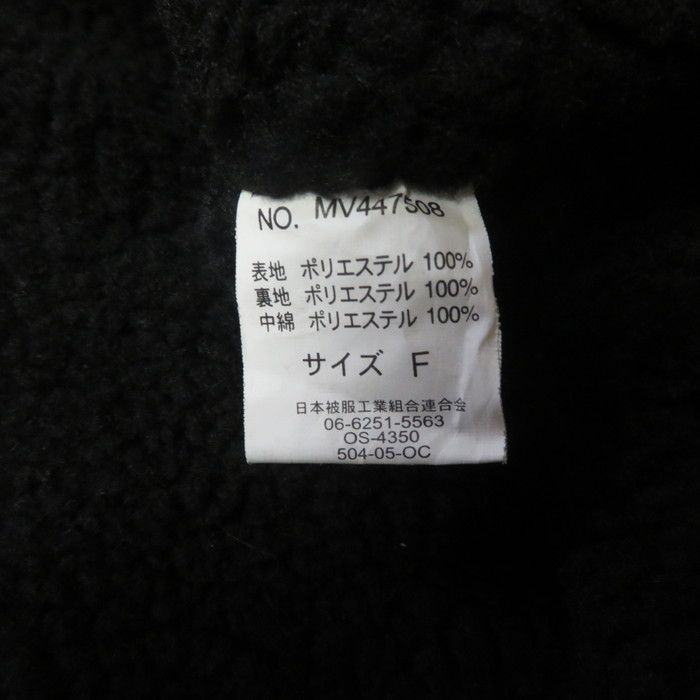 NO. MV447508
表地 ポリエステル 100%
裏地 ポリエステル 100%
中綿 ポリエステル 100%
サイズ F
日本被服工業組合連合会
06-6251-5563
OS-4350
504-05-OC